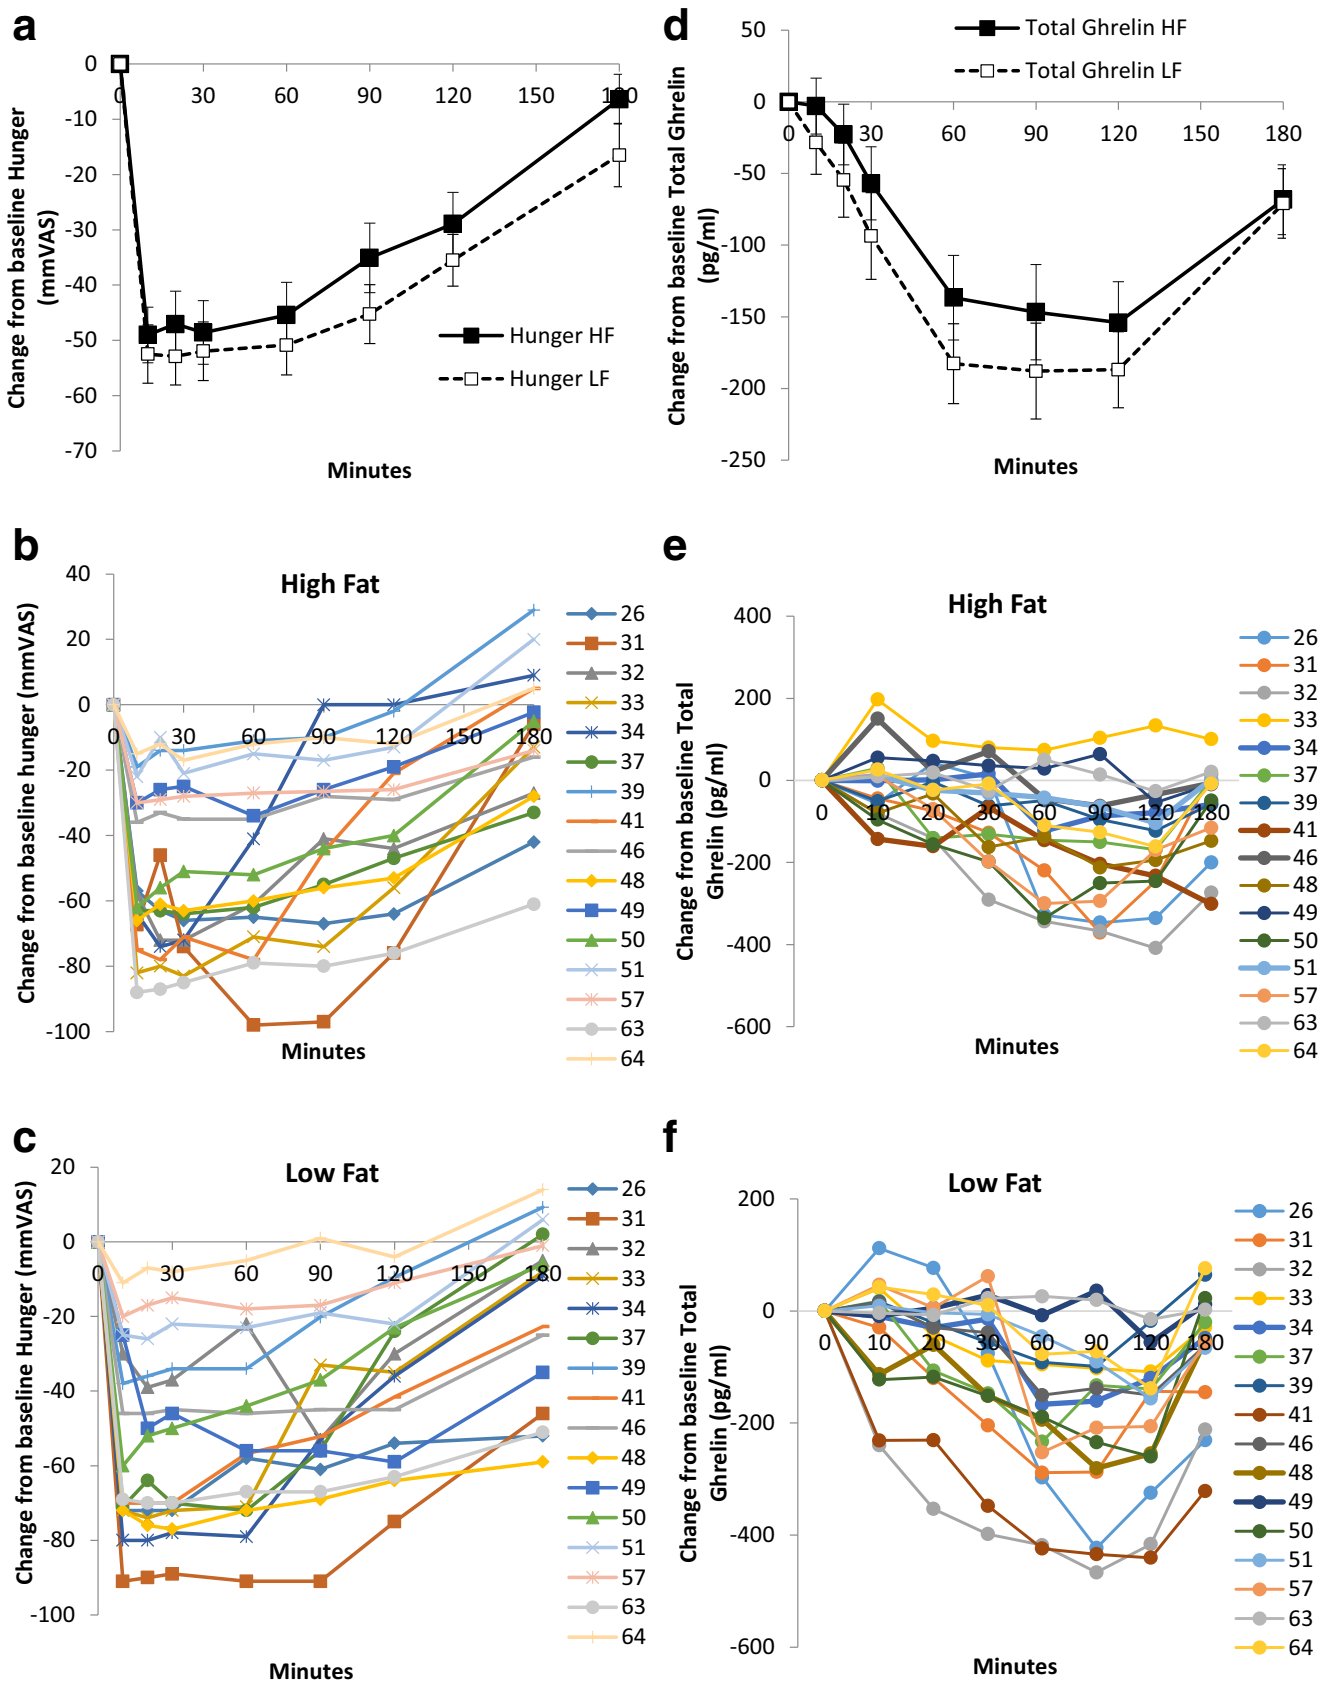 a
0
-10
-20
-30
-40
-50
-60
-70
0 30 60 90 120 150 180
Change from baseline Hunger
(mmVAS)
Hunger HF
Hunger LF
Minutes
d
Total Ghrelin HF
Total Ghrelin LF
50
0
-50
-100
-150
-200
-250
0 30 60 90 120 150 180
Change from baseline Total Ghrelin
(pg/ml)
Minutes
b
High Fat
40
20
0
-20
-40
-60
-80
-100
0 30 60 90 120 150 180
Change from baseline hunger (mmVAS)
Minutes
26
31
32
33
34
37
39
41
46
48
49
50
51
57
63
64
e
High Fat
400
200
0
-200
-400
-600
0 10 20 30 60 90 120 180
Change from baseline Total
Ghrelin (pg/ml)
Minutes
26
31
32
33
34
37
39
41
46
48
49
50
51
57
63
64
c
Low Fat
20
0
-20
-40
-60
-80
-100
0 30 60 90 120 150 180
Change from baseline Hunger (mmVAS)
Minutes
26
31
32
33
34
37
39
41
46
48
49
50
51
57
63
64
f
Low Fat
200
0
-200
-400
-600
0 10 20 30 60 90 120 180
Change from baseline Total
Ghrelin (pg/ml)
Minutes
26
31
32
33
34
37
39
41
46
48
49
50
51
57
63
64